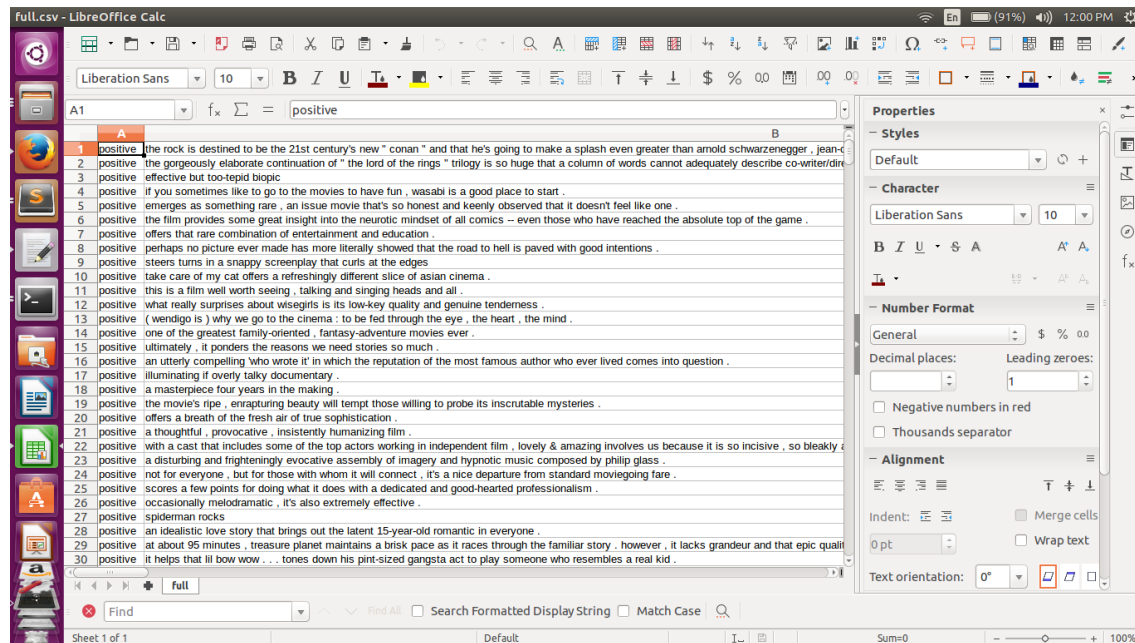 full.csv - LibreOffice Calc
En (91%) 12:00 PM
Liberation Sans 10 B I U $ % 0.0
A1 fx Σ = positive
A B
1 positive the rock is destined to be the 21st century's new " conan " and that he's going to make a splash even greater than arnold schwarzenegger , jean-c
2 positive the gorgeously elaborate continuation of " the lord of the rings " trilogy is so huge that a column of words cannot adequately describe co-writer/dire
3 positive effective but too-tepid biopic
4 positive if you sometimes like to go to the movies to have fun , wasabi is a good place to start .
5 positive emerges as something rare , an issue movie that's so honest and keenly observed that it doesn't feel like one .
6 positive the film provides some great insight into the neurotic mindset of all comics -- even those who have reached the absolute top of the game .
7 positive offers that rare combination of entertainment and education .
8 positive perhaps no picture ever made has more literally showed that the road to hell is paved with good intentions .
9 positive steers turns in a snappy screenplay that curls at the edges
10 positive take care of my cat offers a refreshingly different slice of asian cinema .
11 positive this is a film well worth seeing , talking and singing heads and all .
12 positive what really surprises about wisegirls is its low-key quality and genuine tenderness .
13 positive ( wendigo is ) why we go to the cinema : to be fed through the eye , the heart , the mind .
14 positive one of the greatest family-oriented , fantasy-adventure movies ever .
15 positive ultimately , it ponders the reasons we need stories so much .
16 positive an utterly compelling 'who wrote it' in which the reputation of the most famous author who ever lived comes into question .
17 positive illuminating if overly talky documentary .
18 positive a masterpiece four years in the making .
19 positive the movie's ripe , enrapturing beauty will tempt those willing to probe its inscrutable mysteries .
20 positive offers a breath of the fresh air of true sophistication .
21 positive a thoughtful , provocative , insistently humanizing film .
22 positive with a cast that includes some of the top actors working in independent film , lovely & amazing involves us because it is so incisive , so bleakly a
23 positive a disturbing and frighteningly evocative assembly of imagery and hypnotic music composed by philip glass .
24 positive not for everyone , but for those with whom it will connect , it's a nice departure from standard moviegoing fare .
25 positive scores a few points for doing what it does with a dedicated and good-hearted professionalism .
26 positive occasionally melodramatic , it's also extremely effective .
27 positive spiderman rocks
28 positive an idealistic love story that brings out the latent 15-year-old romantic in everyone .
29 positive at about 95 minutes , treasure planet maintains a brisk pace as it races through the familiar story . however , it lacks grandeur and that epic qualit
30 positive it helps that lil bow wow . . . tones down his pint-sized gangsta act to play someone who resembles a real kid .
full
Find Find All Search Formatted Display String Match Case
Sheet 1 of 1 Default Sum=0 100%
Properties
Styles
Default
Character
Liberation Sans 10
B I U S A
Number Format
General $ % 0.0
Decimal places: Leading zeroes:
1
Negative numbers in red
Thousands separator
Alignment
Indent: Merge cells
0 pt Wrap text
Text orientation: 0°